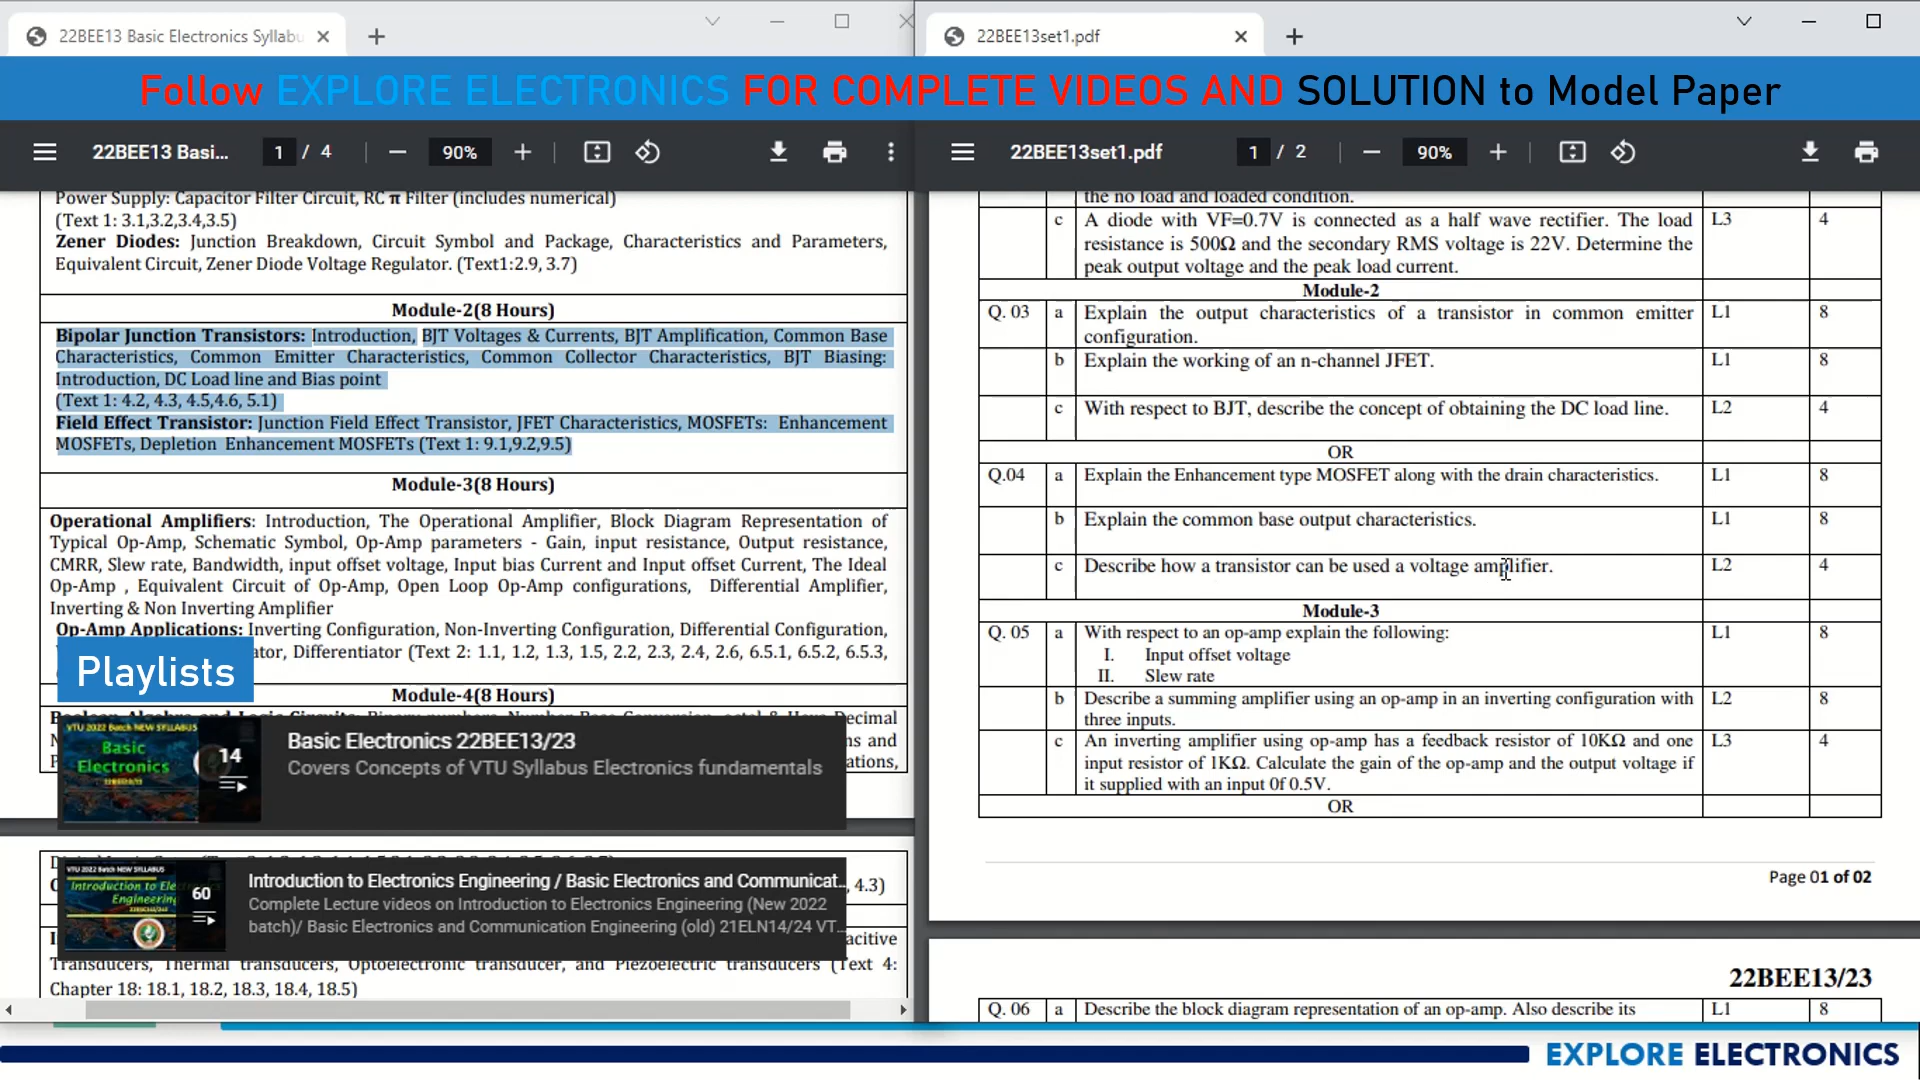 22BEE13 Basic Electronics Syllabu
22BEE13set1.pdf
Follow EXPLORE ELECTRONICS FOR COMPLETE VIDEOS AND SOLUTION to Model Paper
22BEE13 Basi... 1 / 4 90%
22BEE13set1.pdf 1 / 2 90%
Power Supply: Capacitor Filter Circuit, RC π Filter (includes numerical)
(Text 1: 3.1,3.2,3.4,3.5)
Zener Diodes: Junction Breakdown, Circuit Symbol and Package, Characteristics and Parameters,
Equivalent Circuit, Zener Diode Voltage Regulator. (Text1:2.9, 3.7)
Module-2(8 Hours)
Bipolar Junction Transistors: Introduction, BJT Voltages & Currents, BJT Amplification, Common Base
Characteristics, Common Emitter Characteristics, Common Collector Characteristics, BJT Biasing:
Introduction, DC Load line and Bias point
(Text 1: 4.2, 4.3, 4.5,4.6, 5.1)
Field Effect Transistor: Junction Field Effect Transistor, JFET Characteristics, MOSFETs: Enhancement
MOSFETs, Depletion Enhancement MOSFETs (Text 1: 9.1,9.2,9.5)
Module-3(8 Hours)
Operational Amplifiers: Introduction, The Operational Amplifier, Block Diagram Representation of
Typical Op-Amp, Schematic Symbol, Op-Amp parameters - Gain, input resistance, Output resistance,
CMRR, Slew rate, Bandwidth, input offset voltage, Input bias Current and Input offset Current, The Ideal
Op-Amp , Equivalent Circuit of Op-Amp, Open Loop Op-Amp configurations, Differential Amplifier,
Inverting & Non Inverting Amplifier
Op-Amp Applications: Inverting Configuration, Non-Inverting Configuration, Differential Configuration,
ator, Differentiator (Text 2: 1.1, 1.2, 1.3, 1.5, 2.2, 2.3, 2.4, 2.6, 6.5.1, 6.5.2, 6.5.3,
Playlists
Module-4(8 Hours)
ecimal
ns and
ations,
VTU 2022 Batch NEW SYLLABUS
Basic
Electronics
14
Basic Electronics 22BEE13/23
Covers Concepts of VTU Syllabus Electronics fundamentals
VTU 2022 Batch NEW SYLLABUS
Introduction to Ele
Engineering
60
Introduction to Electronics Engineering / Basic Electronics and Communicat...
Complete Lecture videos on Introduction to Electronics Engineering (New 2022
batch)/ Basic Electronics and Communication Engineering (old) 21ELN14/24 VT...
, 4.3)
acitive
Transducers, Thermal transducers, Optoelectronic transducer, and Piezoelectric transducers (Text 4:
Chapter 18: 18.1, 18.2, 18.3, 18.4, 18.5)
the no load and loaded condition.
c A diode with VF=0.7V is connected as a half wave rectifier. The load L3 4
resistance is 500Ω and the secondary RMS voltage is 22V. Determine the
peak output voltage and the peak load current.
Module-2
Q. 03 a Explain the output characteristics of a transistor in common emitter L1 8
configuration.
b Explain the working of an n-channel JFET. L1 8
c With respect to BJT, describe the concept of obtaining the DC load line. L2 4
OR
Q.04 a Explain the Enhancement type MOSFET along with the drain characteristics. L1 8
b Explain the common base output characteristics. L1 8
c Describe how a transistor can be used a voltage amplifier. L2 4
Module-3
Q. 05 a With respect to an op-amp explain the following: L1 8
I. Input offset voltage
II. Slew rate
b Describe a summing amplifier using an op-amp in an inverting configuration with L2 8
three inputs.
c An inverting amplifier using op-amp has a feedback resistor of 10KΩ and one L3 4
input resistor of 1KΩ. Calculate the gain of the op-amp and the output voltage if
it supplied with an input 0f 0.5V.
OR
Page 01 of 02
22BEE13/23
Q. 06 a Describe the block diagram representation of an op-amp. Also describe its L1 8
EXPLORE ELECTRONICS